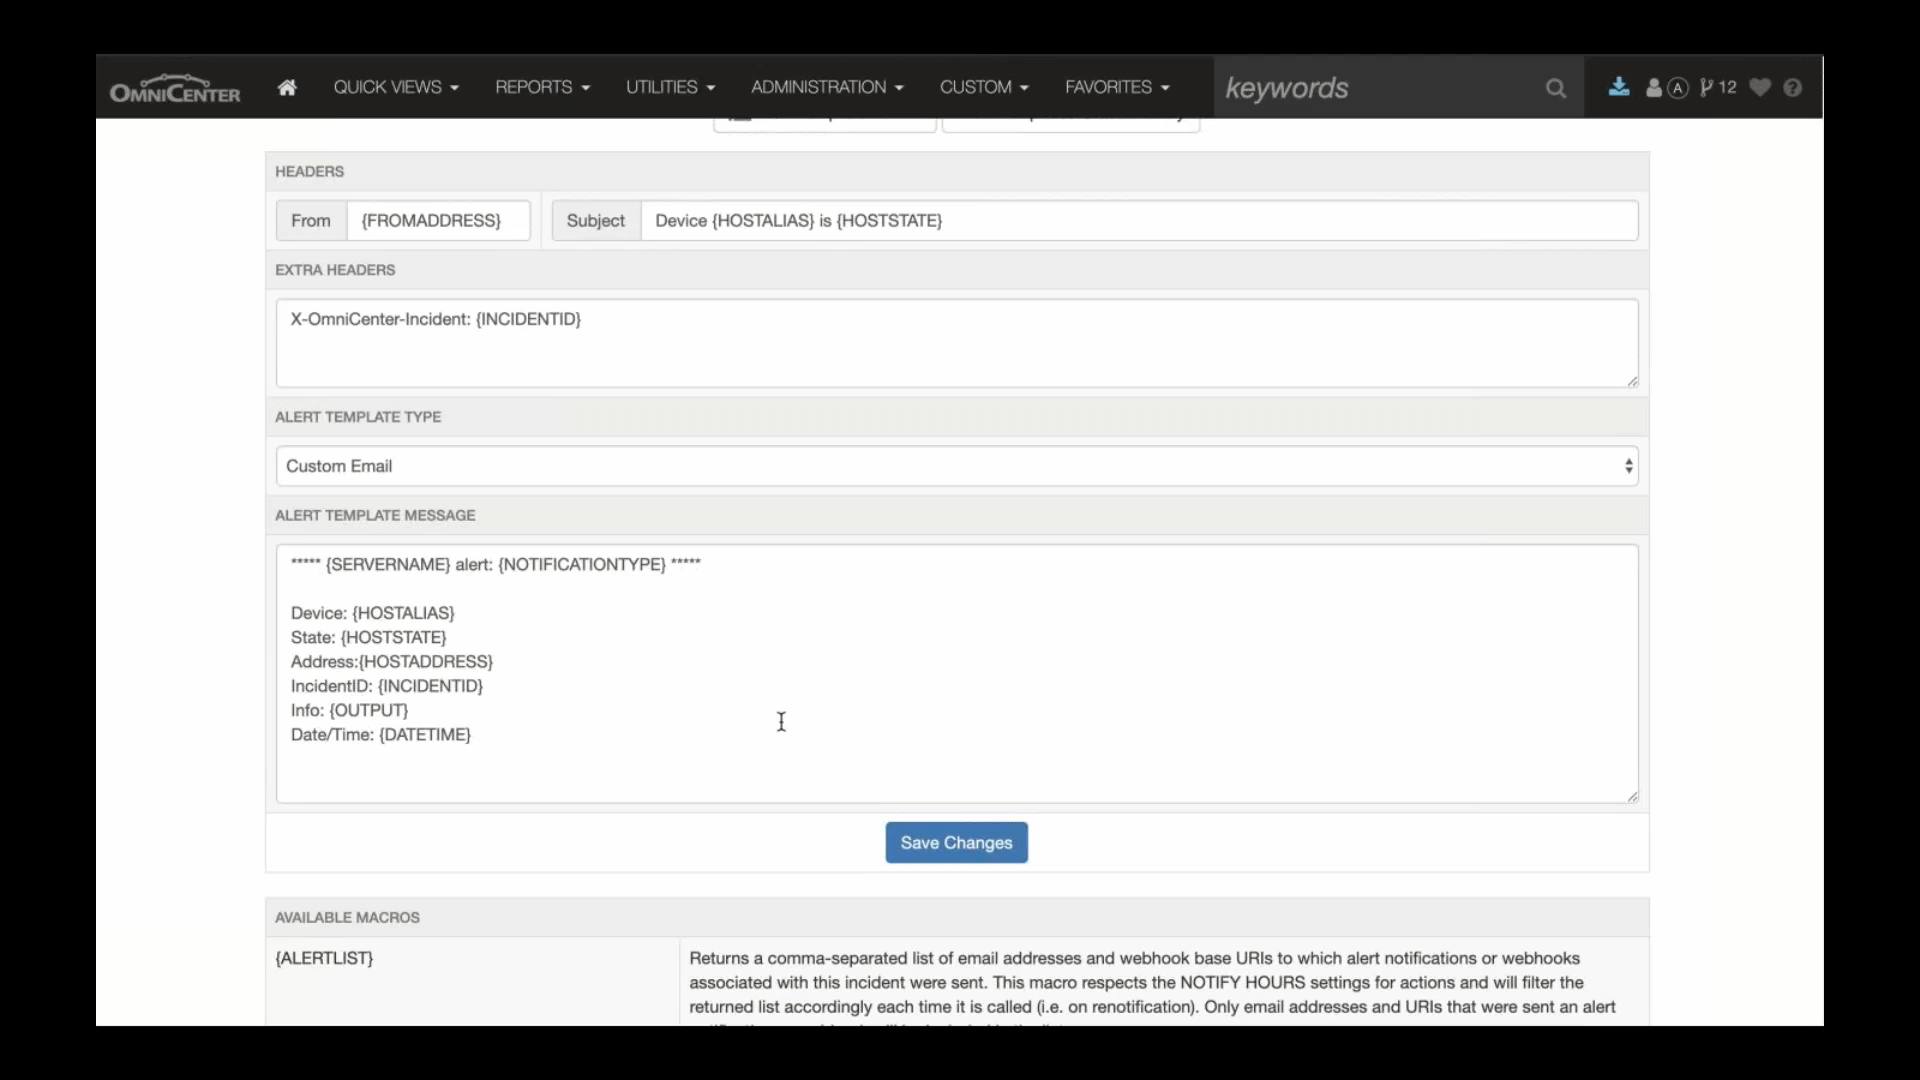 OMNICENTER QUICK VIEWS REPORTS UTILITIES ADMINISTRATION CUSTOM FAVORITES keywords A 12 ?
HEADERS
From {FROMADDRESS} Subject Device {HOSTALIAS} is {HOSTSTATE}
EXTRA HEADERS
X-OmniCenter-Incident: {INCIDENTID}
ALERT TEMPLATE TYPE
Custom Email
ALERT TEMPLATE MESSAGE
***** {SERVERNAME} alert: {NOTIFICATIONTYPE} *****
Device: {HOSTALIAS}
State: {HOSTSTATE}
Address:{HOSTADDRESS}
IncidentID: {INCIDENTID}
Info: {OUTPUT}
Date/Time: {DATETIME}
Save Changes
AVAILABLE MACROS
{ALERTLIST} Returns a comma-separated list of email addresses and webhook base URIs to which alert notifications or webhooks
associated with this incident were sent. This macro respects the NOTIFY HOURS settings for actions and will filter the
returned list accordingly each time it is called (i.e. on renotification). Only email addresses and URIs that were sent an alert